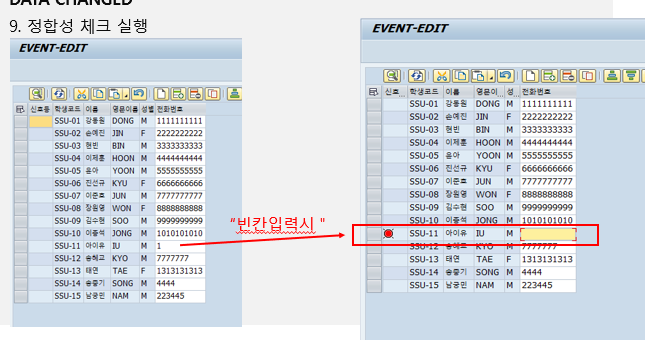 DATA CHANGED
9. 정합성 체크 실행
EVENT-EDIT
신호등 학생코드 이름 영문이름 성별 전화번호
SSU-01 강동원 DONG M 1111111111
SSU-02 손예진 JIN F 2222222222
SSU-03 현빈 BIN M 3333333333
SSU-04 이제훈 HOON M 4444444444
SSU-05 윤아 YOON M 5555555555
SSU-06 진선규 KYU F 6666666666
SSU-07 이준호 JUN M 7777777777
SSU-08 장원영 WON F 8888888888
SSU-09 김수현 SOO M 9999999999
SSU-10 이종석 JONG M 1010101010
SSU-11 아이유 IU M 1
SSU-12 송혜교 KYO M 7777777
SSU-13 태연 TAE F 1313131313
SSU-14 송중기 SONG M 4444
SSU-15 남궁민 NAM M 223445
"빈칸입력시 "
EVENT-EDIT
신호... 학생코드 이름 영문이... 성... 전화번호
SSU-01 강동원 DONG M 1111111111
SSU-02 손예진 JIN F 2222222222
SSU-03 현빈 BIN M 3333333333
SSU-04 이제훈 HOON M 4444444444
SSU-05 윤아 YOON M 5555555555
SSU-06 진선규 KYU F 6666666666
SSU-07 이준호 JUN M 7777777777
SSU-08 장원영 WON F 8888888888
SSU-09 김수현 SOO M 9999999999
SSU-10 이종석 JONG M 1010101010
SSU-11 아이유 IU M
SSU-12 송혜교 KYO M 7777777
SSU-13 태연 TAE F 1313131313
SSU-14 송중기 SONG M 4444
SSU-15 남궁민 NAM M 223445